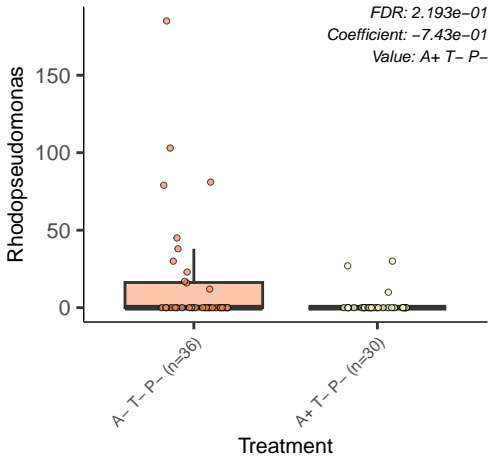 FDR: 2.193e−01
Coefficient: −7.43e−01
Value: A+ T− P−
Rhodopseudomonas
150
100
50
0
A− T− P− (n=36)
A+ T− P− (n=30)
Treatment